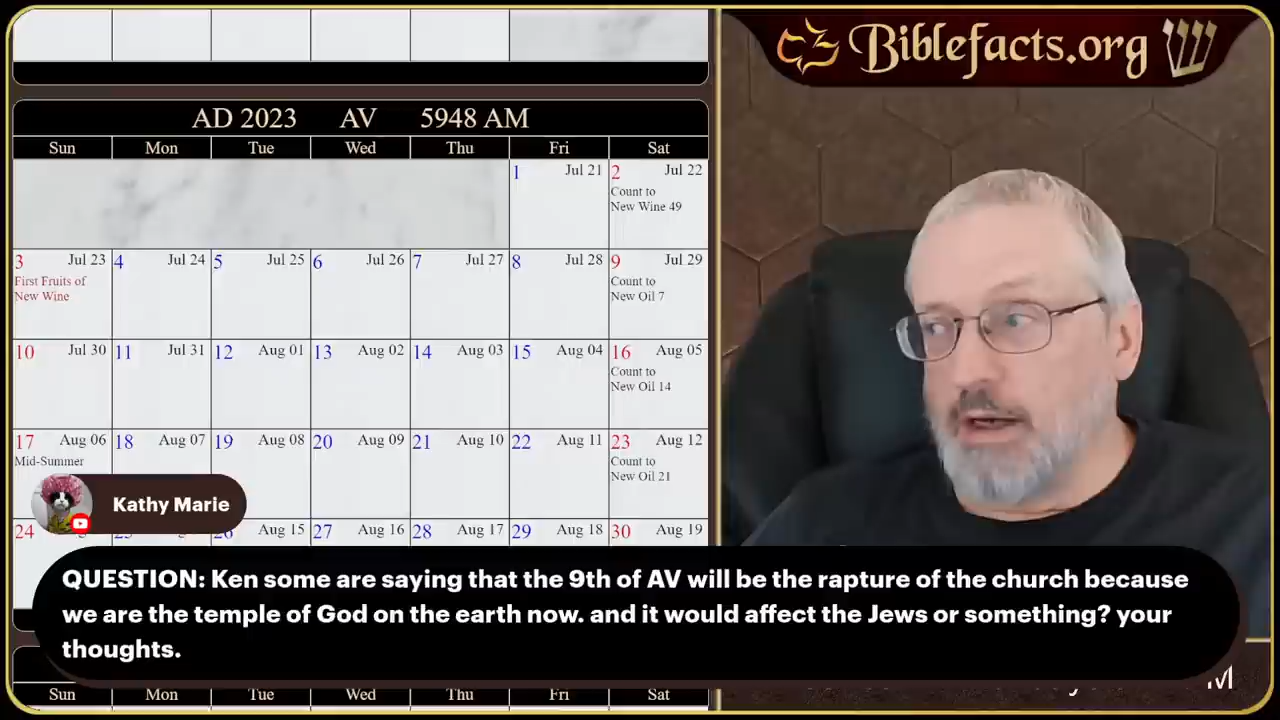 Biblefacts.org
AD 2023 AV 5948 AM
Sun Mon Tue Wed Thu Fri Sat
1 Jul 21 2 Jul 22
Count to
New Wine 49
3 Jul 23 4 Jul 24 5 Jul 25 6 Jul 26 7 Jul 27 8 Jul 28 9 Jul 29
First Fruits of
New Wine
Count to
New Oil 7
10 Jul 30 11 Jul 31 12 Aug 01 13 Aug 02 14 Aug 03 15 Aug 04 16 Aug 05
Count to
New Oil 14
17 Aug 06 18 Aug 07 19 Aug 08 20 Aug 09 21 Aug 10 22 Aug 11 23 Aug 12
Mid-Summer
Count to
New Oil 21
Kathy Marie
24 Aug 15 27 Aug 16 28 Aug 17 29 Aug 18 30 Aug 19
QUESTION: Ken some are saying that the 9th of AV will be the rapture of the church because
we are the temple of God on the earth now. and it would affect the Jews or something? your
thoughts.
Sun Mon Tue Wed Thu Fri Sat